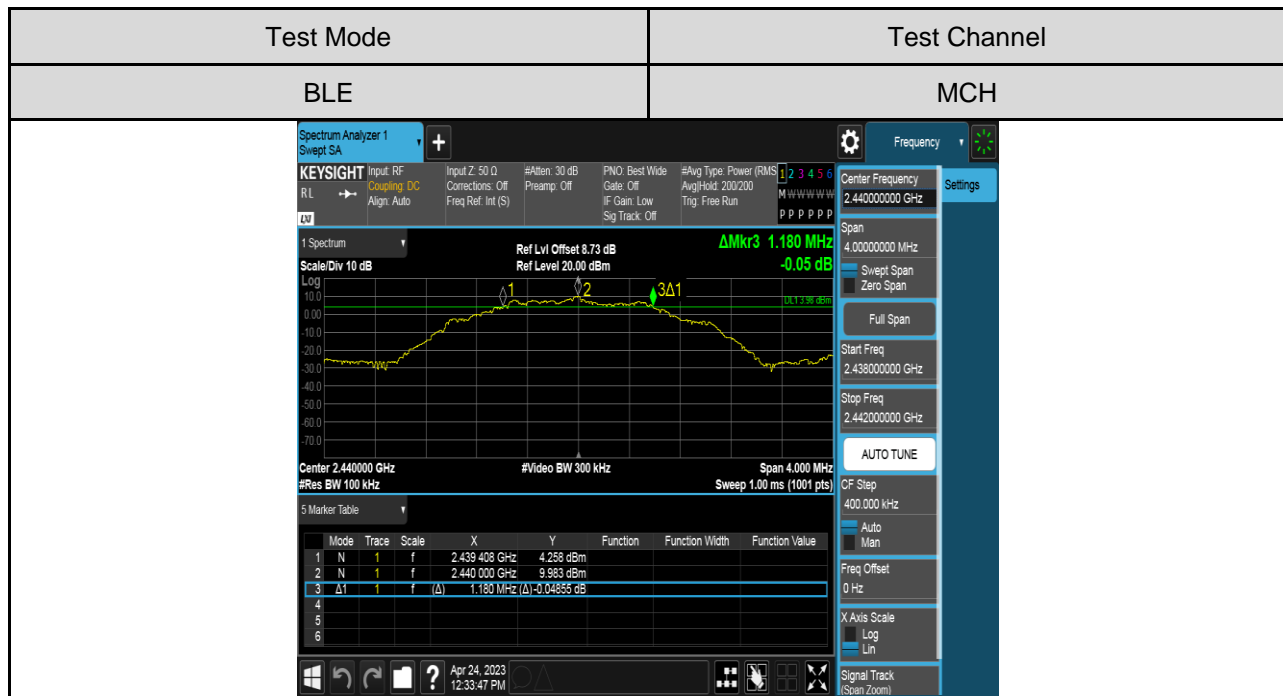 Test Mode Test Channel
BLE MCH
Spectrum Analyzer 1
Swept SA
+
Frequency
KEYSIGHT Input: RF Input Z: 50 Ω #Atten: 30 dB PNO: Best Wide #Avg Type: Power (RMS 1 2 3 4 5 6
RL Coupling: DC Corrections: Off Preamp: Off Gate: Off Avg|Hold: 200/200 M W W W W W
Align: Auto Freq Ref: Int (S) IF Gain: Low Trig: Free Run
Sig Track: Off P P P P P P
LXI
1 Spectrum
Ref Lvl Offset 8.73 dB ΔMkr3 1.180 MHz
Scale/Div 10 dB Ref Level 20.00 dBm -0.05 dB
Log
1 2 3Δ1
10.0
DL1 3.98 dBm
0.00
-10.0
-20.0
-30.0
-40.0
-50.0
-60.0
-70.0
Center 2.440000 GHz #Video BW 300 kHz Span 4.000 MHz
#Res BW 100 kHz Sweep 1.00 ms (1001 pts)
5 Marker Table
Mode Trace Scale X Y Function Function Width Function Value
1 N 1 f 2.439 408 GHz 4.258 dBm
2 N 1 f 2.440 000 GHz 9.983 dBm
3 Δ1 1 f (Δ) 1.180 MHz (Δ) -0.04855 dB
4
5
6
?
Apr 24, 2023
12:33:47 PM
Center Frequency
2.440000000 GHz
Settings
Span
4.00000000 MHz
Swept Span
Zero Span
Full Span
Start Freq
2.438000000 GHz
Stop Freq
2.442000000 GHz
AUTO TUNE
CF Step
400.000 kHz
Auto
Man
Freq Offset
0 Hz
X Axis Scale
Log
Lin
Signal Track
(Span Zoom)